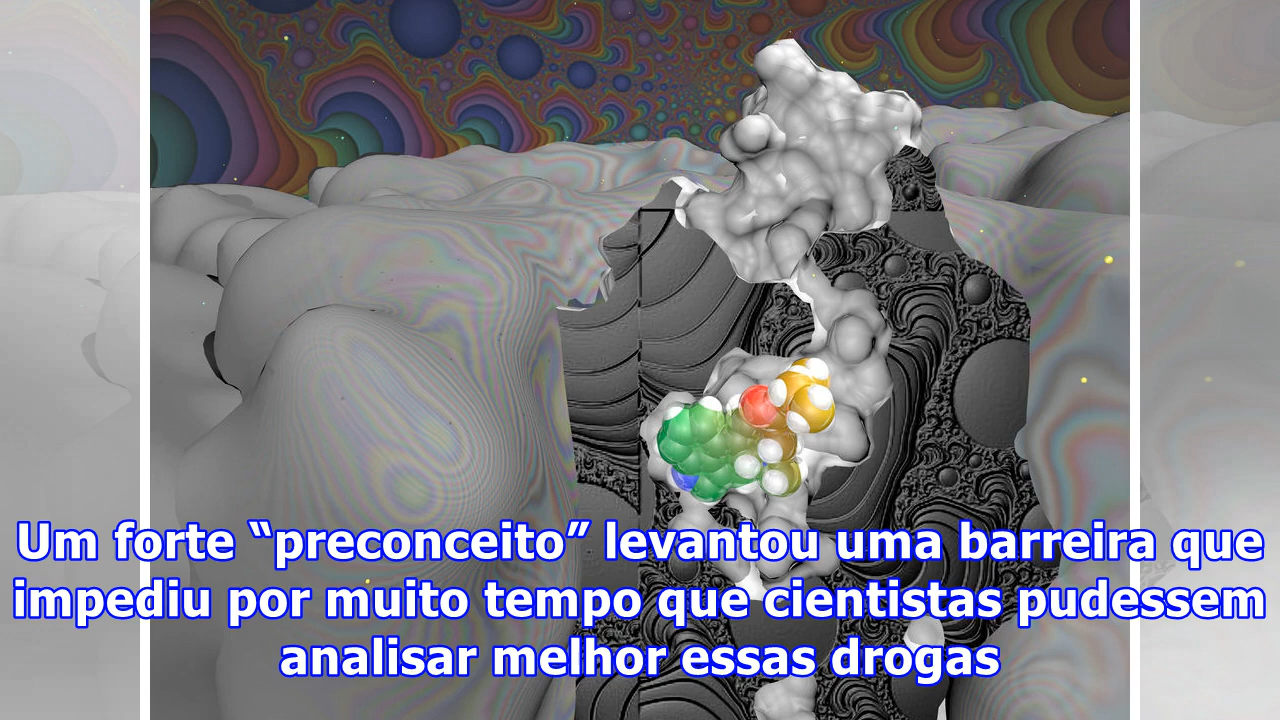 Um forte “preconceito” levantou uma barreira que
impediu por muito tempo que cientistas pudessem
analisar melhor essas drogas